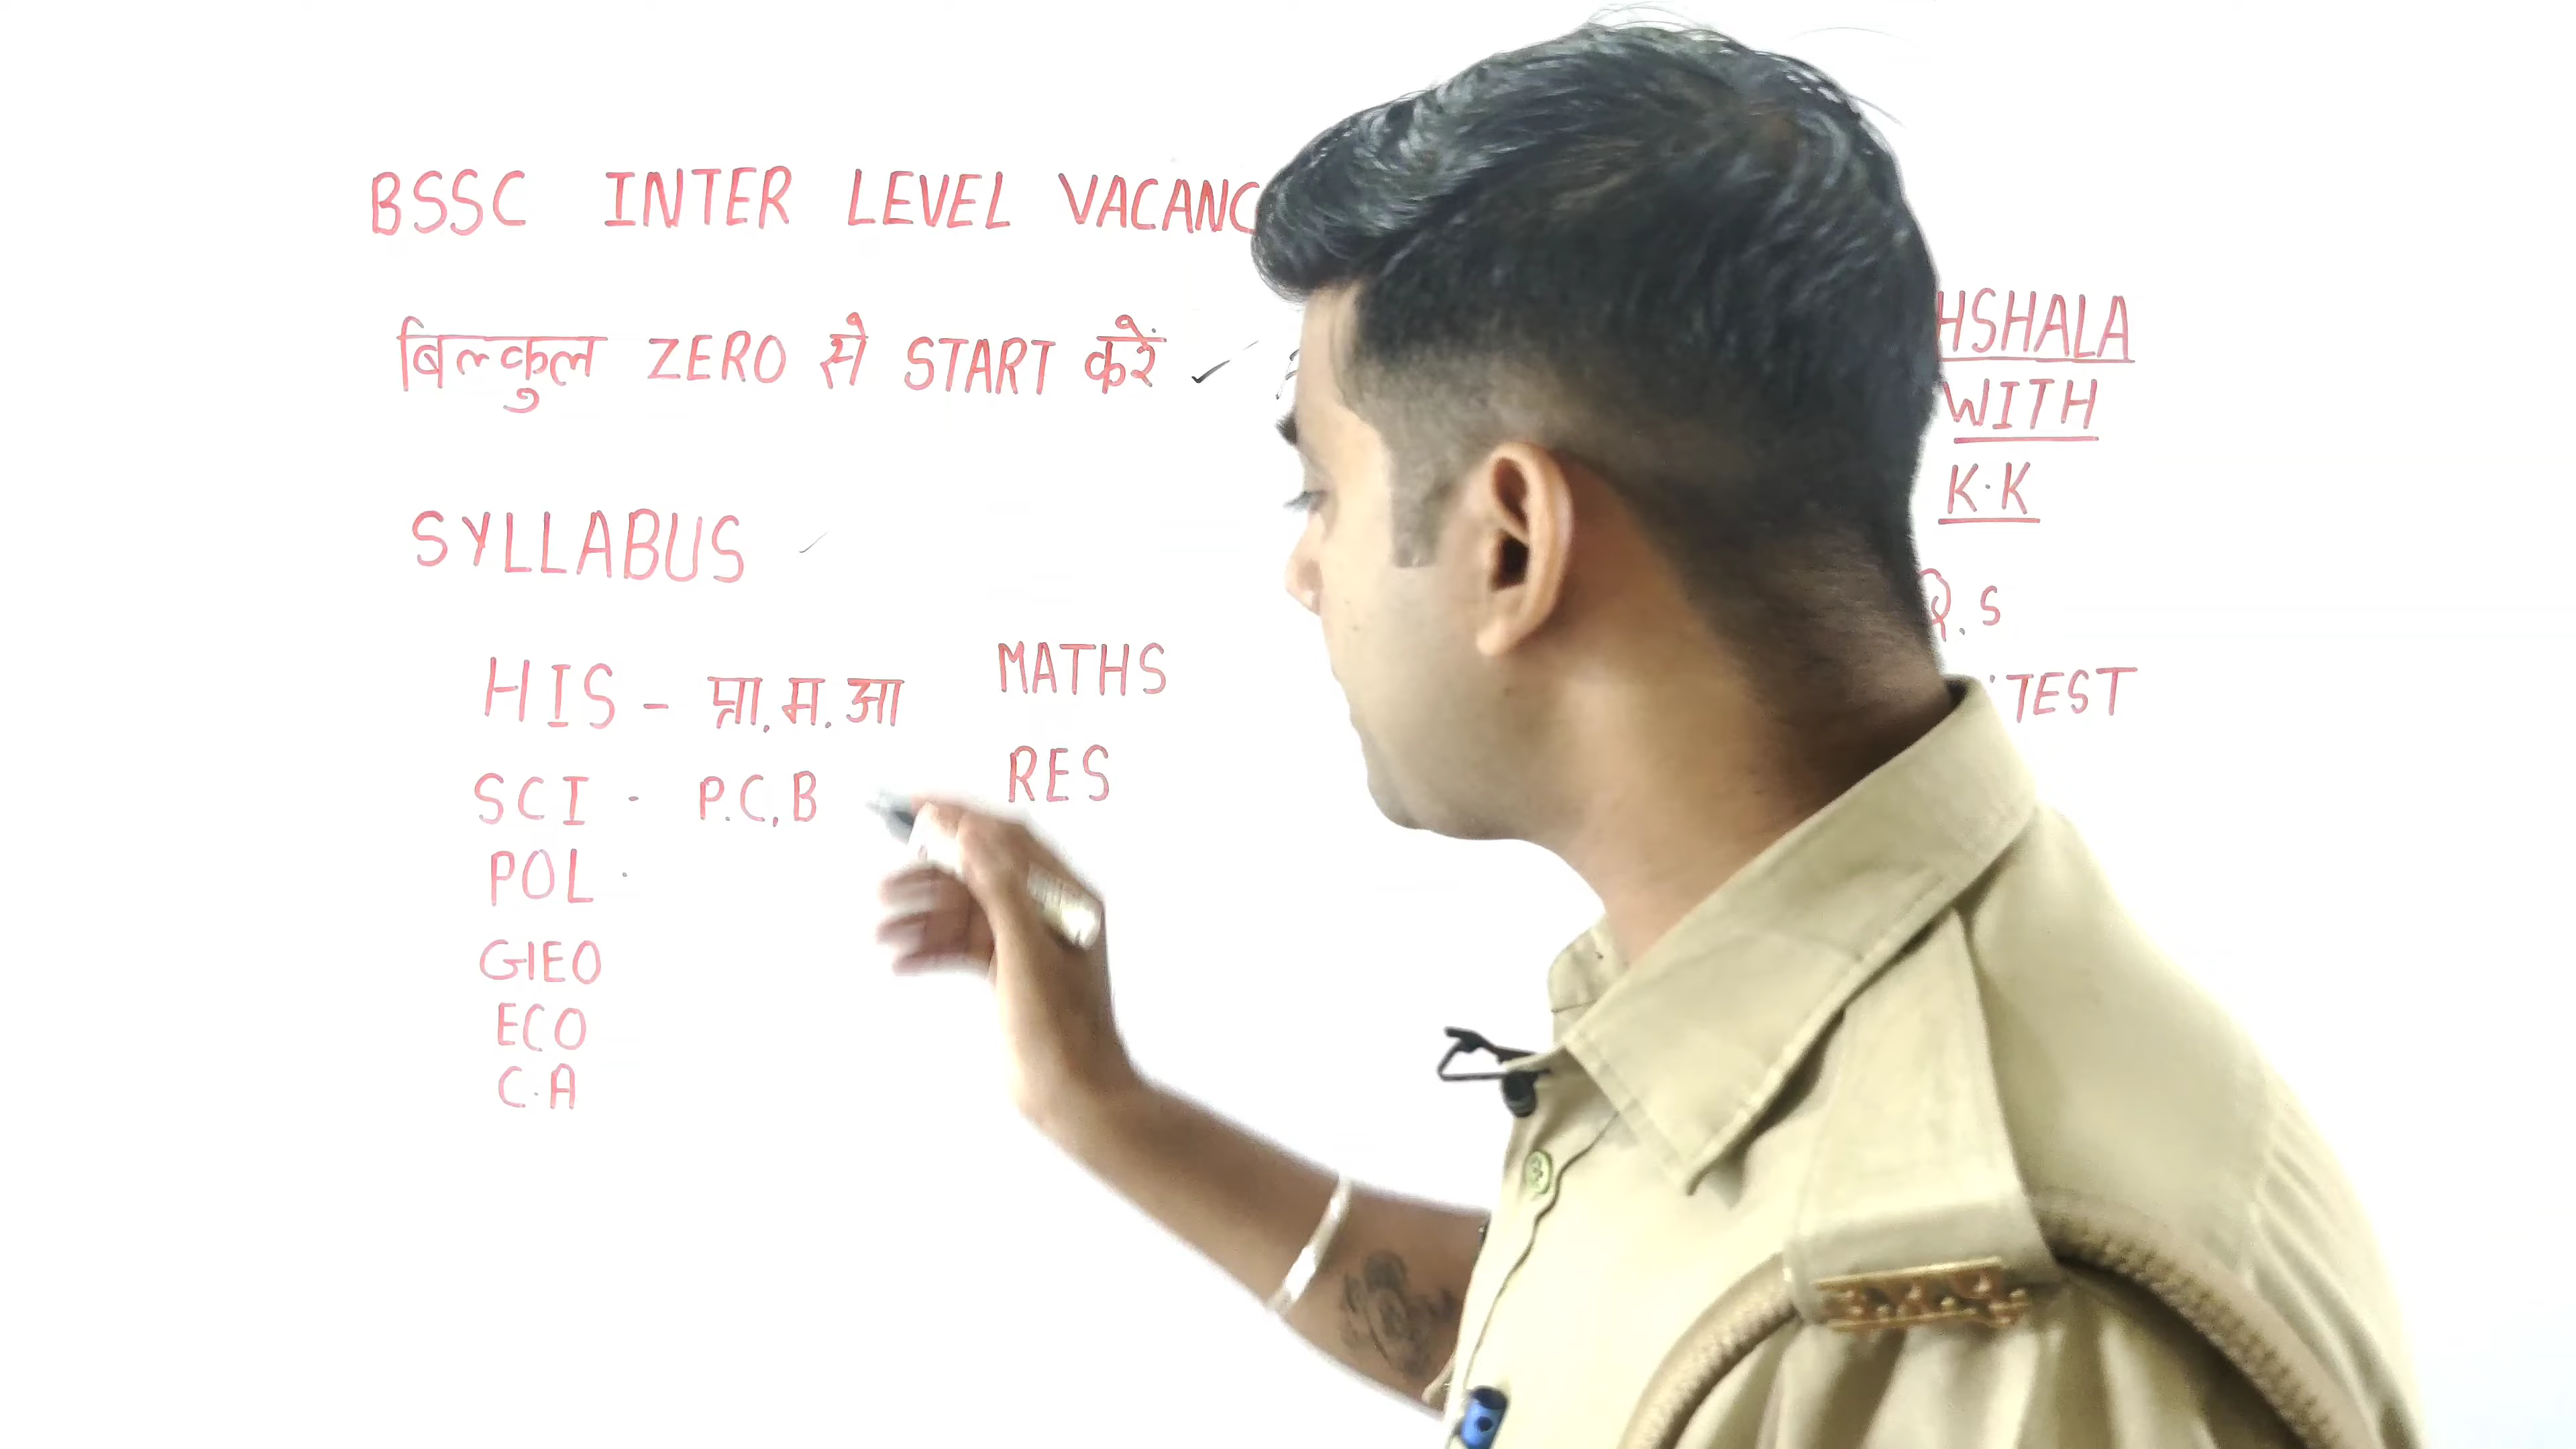 BSSC INTER LEVEL VACANC
बिल्कुल ZERO से START करें
HSHALA
WITH
K.K
SYLLABUS
Q.S
TEST
HIS - प्रा.म.आ
MATHS
SCI - P.C.B
RES
POL
GEO
ECO
C.A